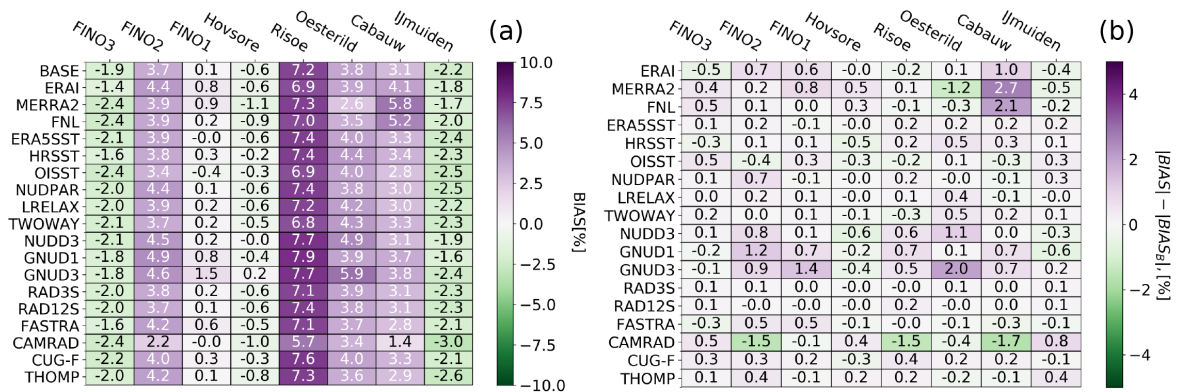 (a)
FINO3 FINO2 FINO1 Hovsore Risoe Oesterild Cabauw IJmuiden
BASE -1.9 3.7 0.1 -0.6 7.2 3.8 3.1 -2.2
ERAI -1.4 4.4 0.8 -0.6 6.9 3.9 4.1 -1.8
MERRA2 -2.4 3.9 0.9 -1.1 7.3 2.6 5.8 -1.7
FNL -2.4 3.9 0.2 -0.9 7.0 3.5 5.2 -2.0
ERA5SST -2.1 3.9 -0.0 -0.6 7.4 4.0 3.3 -2.4
HRSST -1.6 3.8 0.3 -0.2 7.4 4.4 3.4 -2.3
OISST -2.4 3.4 -0.4 -0.3 6.9 4.0 2.8 -2.5
NUDPAR -2.0 4.4 0.1 -0.6 7.4 3.8 3.0 -2.5
LRELAX -2.0 3.9 0.2 -0.6 7.2 4.2 3.0 -2.2
TWOWAY -2.1 3.7 0.2 -0.5 6.8 4.3 3.3 -2.3
NUDD3 -2.1 4.5 0.2 -0.0 7.7 4.9 3.1 -1.9
GNUD1 -1.8 4.9 0.8 -0.4 7.9 3.9 3.7 -1.6
GNUD3 -1.8 4.6 1.5 0.2 7.7 5.9 3.8 -2.4
RAD3S -2.0 3.8 0.2 -0.6 7.1 3.9 3.1 -2.3
RAD12S -2.0 3.7 0.1 -0.6 7.4 3.8 3.1 -2.3
FASTRA -1.6 4.2 0.6 -0.5 7.1 3.7 2.8 -2.1
CAMRAD -2.4 2.2 -0.0 -1.0 5.7 3.4 1.4 -3.0
CUG-F -2.2 4.0 0.3 -0.3 7.6 4.0 3.3 -2.1
THOMP -2.0 4.2 0.1 -0.8 7.3 3.6 2.9 -2.6
10.0
7.5
5.0
2.5
0.0
-2.5
-5.0
-7.5
-10.0
BIAS[%]
(b)
FINO3 FINO2 FINO1 Hovsore Risoe Oesterild Cabauw IJmuiden
ERAI -0.5 0.7 0.6 -0.0 -0.2 0.1 1.0 -0.4
MERRA2 0.4 0.2 0.8 0.5 0.1 -1.2 2.7 -0.5
FNL 0.5 0.1 0.0 0.3 -0.1 -0.3 2.1 -0.2
ERA5SST 0.1 0.2 -0.1 -0.0 0.2 0.2 0.2 0.2
HRSST -0.3 0.1 0.1 -0.5 0.2 0.5 0.3 0.1
OISST 0.5 -0.4 0.3 -0.3 -0.2 0.1 -0.3 0.3
NUDPAR 0.1 0.7 -0.1 -0.0 0.2 -0.0 -0.1 0.3
LRELAX 0.0 0.2 0.1 -0.0 0.1 0.4 -0.1 -0.0
TWOWAY 0.2 0.0 0.1 -0.1 -0.3 0.5 0.2 0.1
NUDD3 0.1 0.8 0.1 -0.6 0.6 1.1 0.0 -0.3
GNUD1 -0.2 1.2 0.7 -0.2 0.7 0.1 0.7 -0.6
GNUD3 -0.1 0.9 1.4 -0.4 0.5 2.0 0.7 0.2
RAD3S 0.1 0.1 0.0 -0.0 -0.1 0.1 -0.0 0.1
RAD12S 0.1 -0.0 -0.0 -0.0 0.2 -0.0 0.0 0.1
FASTRA -0.3 0.5 0.5 -0.1 -0.0 -0.1 -0.3 -0.1
CAMRAD 0.5 -1.5 -0.1 0.4 -1.5 -0.4 -1.7 0.8
CUG-F 0.3 0.3 0.2 -0.3 0.4 0.2 0.2 -0.1
THOMP 0.1 0.4 -0.1 0.2 0.1 -0.2 -0.1 0.4
4
2
0
-2
-4
|BIAS| − |BIAS_B|, [%]